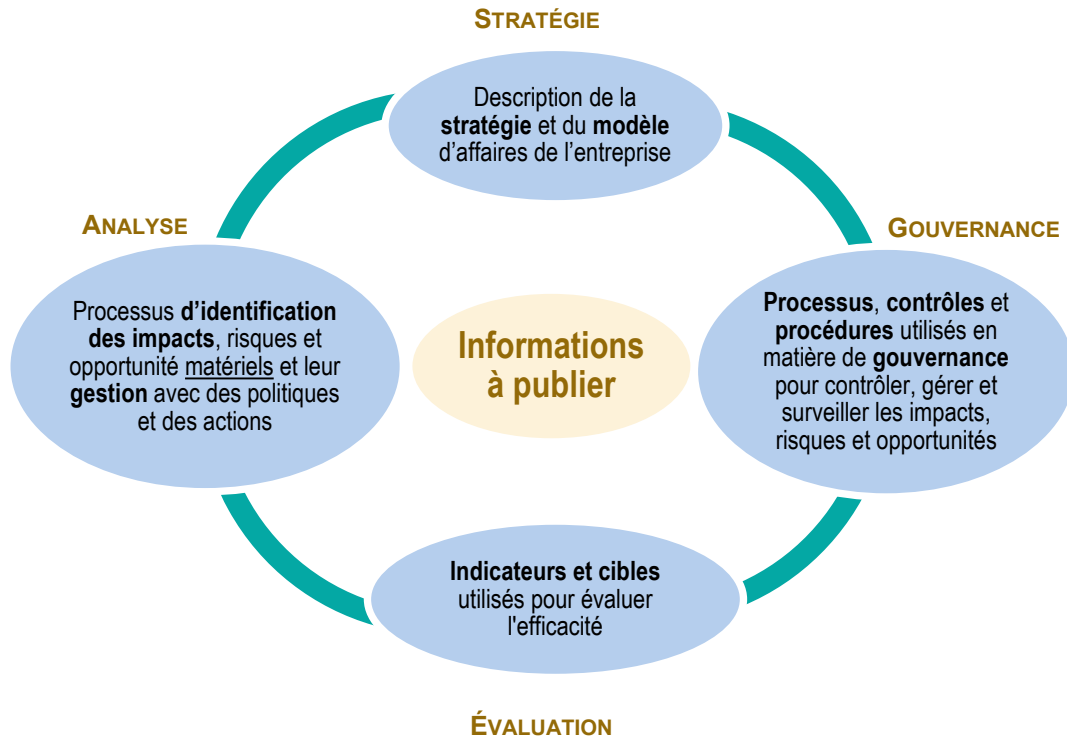 STRATÉGIE
Description de la
stratégie et du modèle
d'affaires de l'entreprise
ANALYSE
Processus d'identification
des impacts, risques et
opportunité matériels et leur
gestion avec des politiques
et des actions
Informations
à publier
GOUVERNANCE
Processus, contrôles et
procédures utilisés en
matière de gouvernance
pour contrôler, gérer et
surveiller les impacts,
risques et opportunités
Indicateurs et cibles
utilisés pour évaluer
l'efficacité
ÉVALUATION